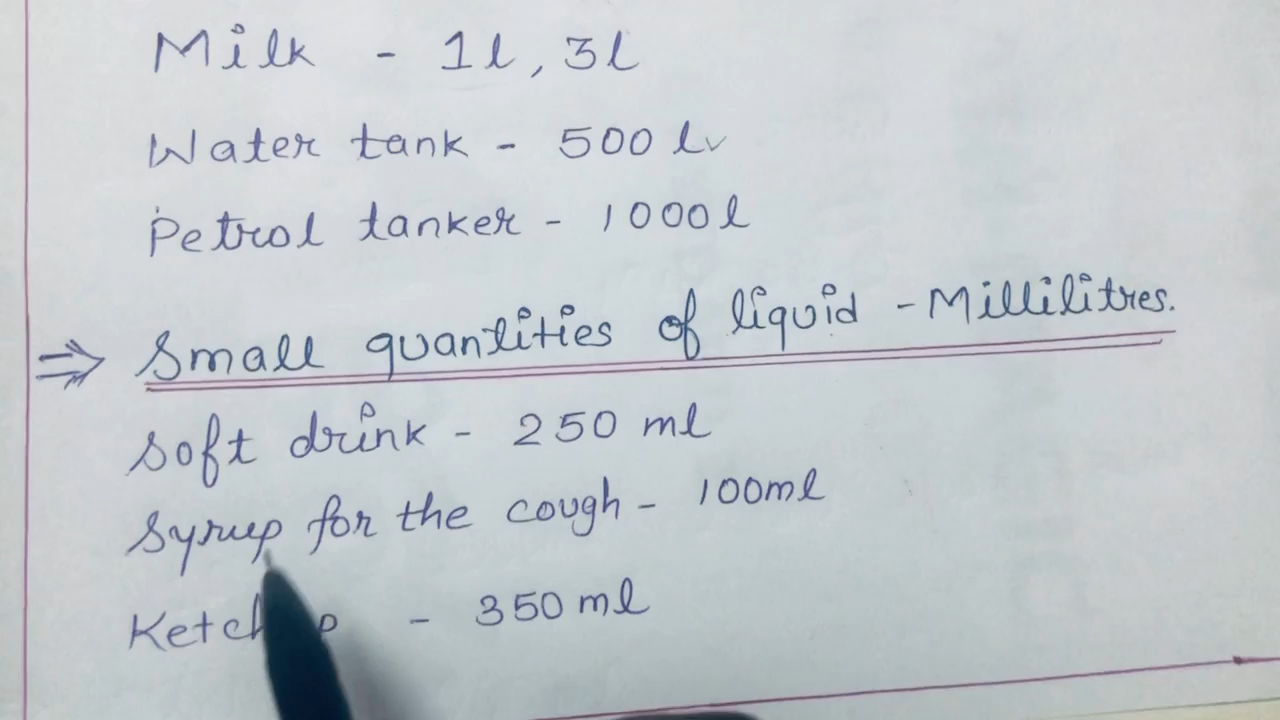 Milk - 1l, 3l
Water tank - 500 l
Petrol tanker - 1000l
⇒ Small quantities of liquid - Millilitres.
Soft drink - 250 ml
Syrup for the cough - 100ml
- 350 ml